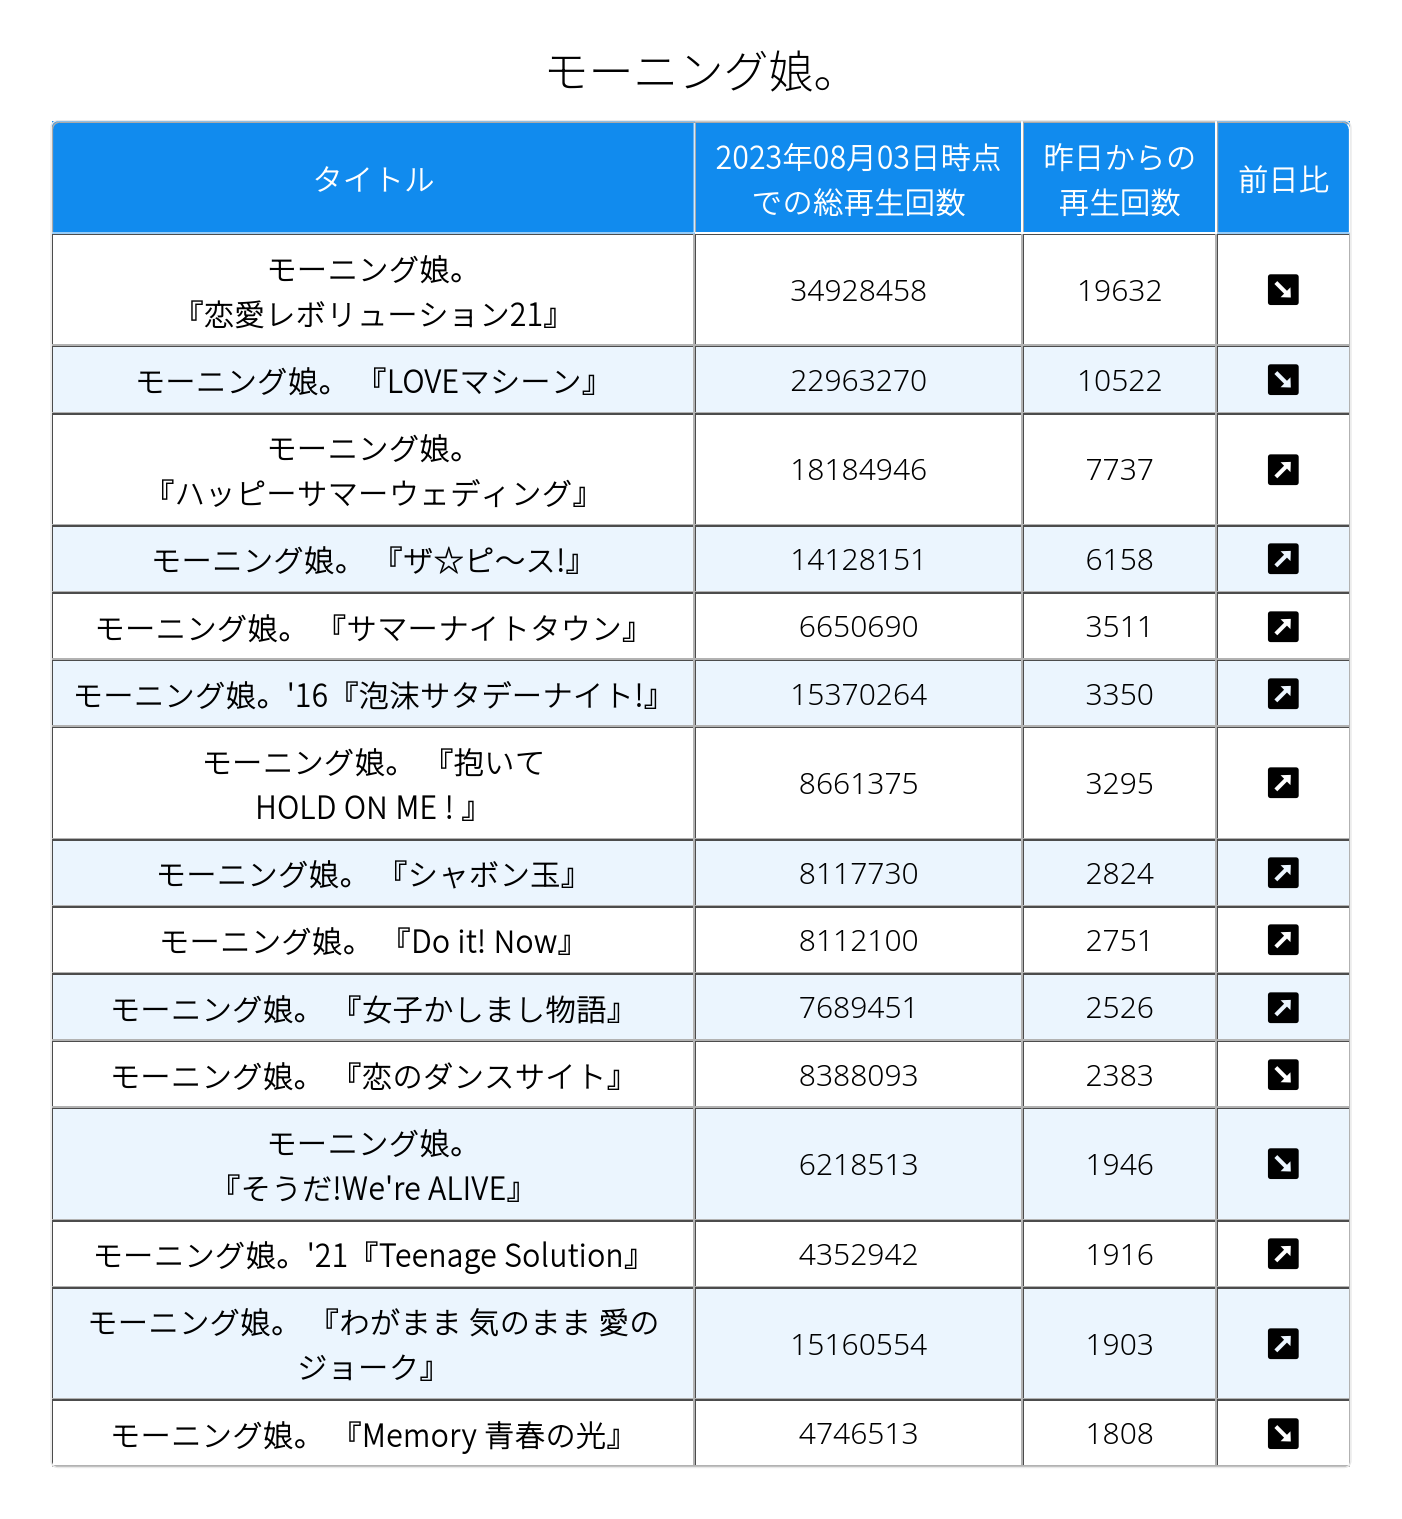 モーニング娘。
タイトル
2023年08月03日時点
での総再生回数
昨日からの
再生回数
前日比
モーニング娘。
『恋愛レボリューション21』
34928458
19632
モーニング娘。 『LOVEマシーン』
22963270
10522
モーニング娘。
『ハッピーサマーウェディング』
18184946
7737
モーニング娘。 『ザ☆ピ〜ス!』
14128151
6158
モーニング娘。 『サマーナイトタウン』
6650690
3511
モーニング娘。'16『泡沫サタデーナイト!』
15370264
3350
モーニング娘。 『抱いて
HOLD ON ME ! 』
8661375
3295
モーニング娘。 『シャボン玉』
8117730
2824
モーニング娘。 『Do it! Now』
8112100
2751
モーニング娘。 『女子かしまし物語』
7689451
2526
モーニング娘。 『恋のダンスサイト』
8388093
2383
モーニング娘。
『そうだ!We're ALIVE』
6218513
1946
モーニング娘。'21『Teenage Solution』
4352942
1916
モーニング娘。 『わがまま 気のまま 愛の
ジョーク』
15160554
1903
モーニング娘。 『Memory 青春の光』
4746513
1808